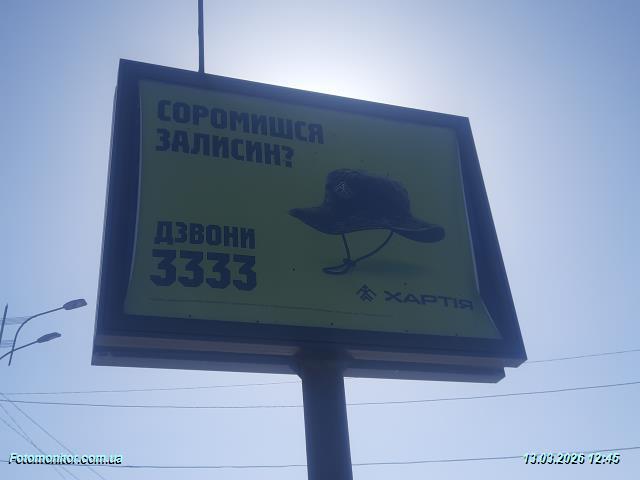 СОРОМИШСЯ
ЗАЛИСИН?
ДЗВОНИ
3333
ХАРТІЯ
Fotomonitor.com.ua
13.03.2026 12:45